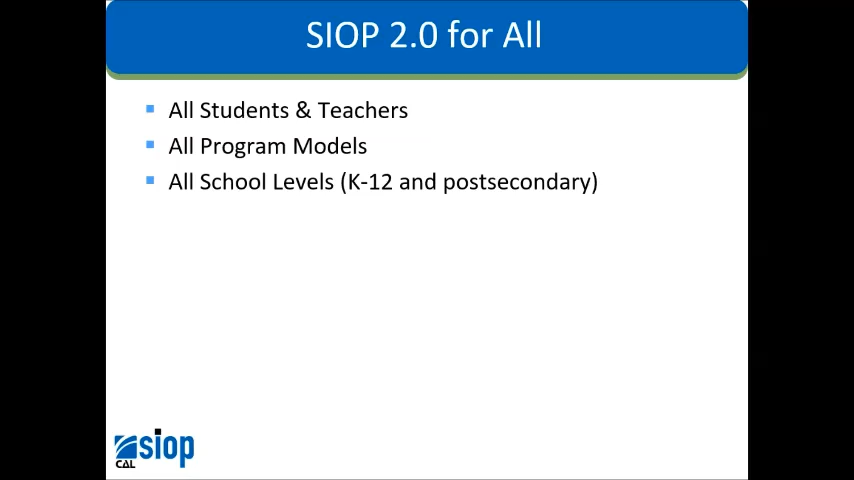 SIOP 2.0 for All
All Students & Teachers
All Program Models
All School Levels (K-12 and postsecondary)
siop
CAL